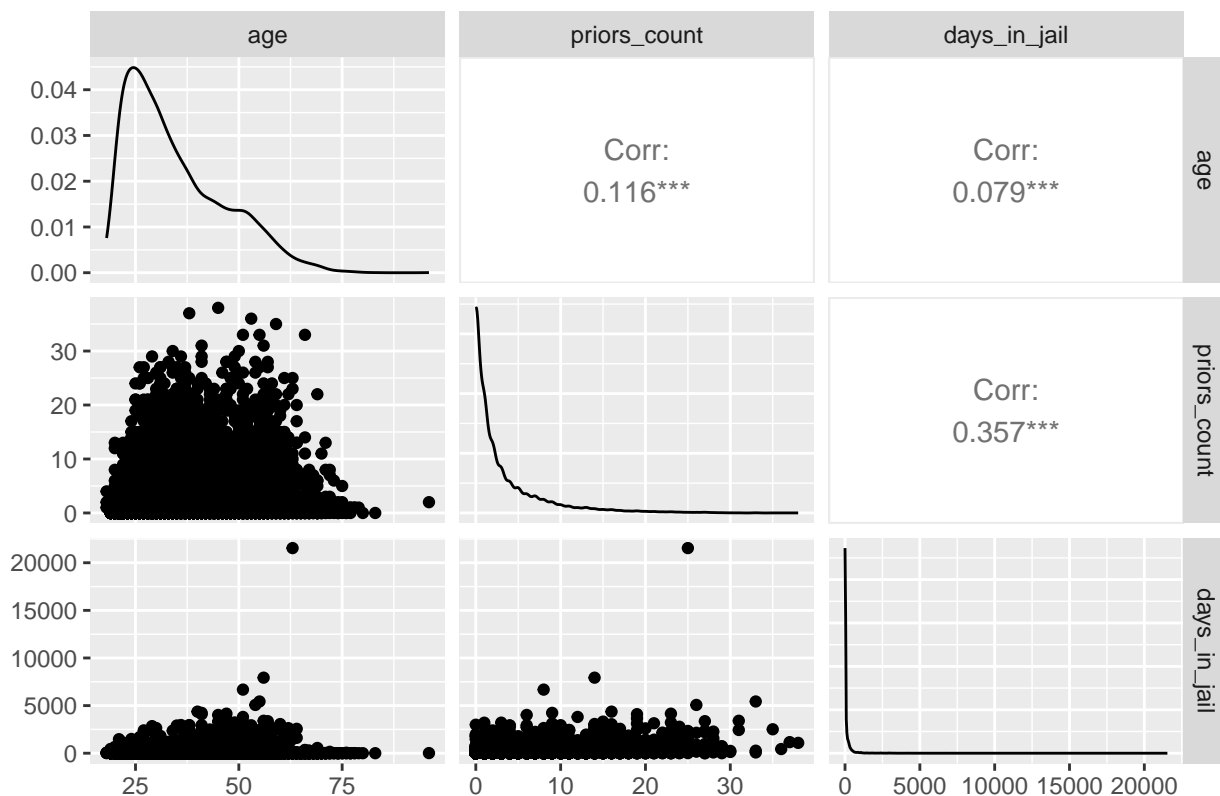 age priors_count days_in_jail
0.04
0.03
0.02
0.01
0.00
Corr:
0.116***
Corr:
0.079***
age
30
20
10
0
Corr:
0.357***
priors_count
20000
15000
10000
5000
0
days_in_jail
25 50 75 0 10 20 30 0 5000 10000 15000 20000